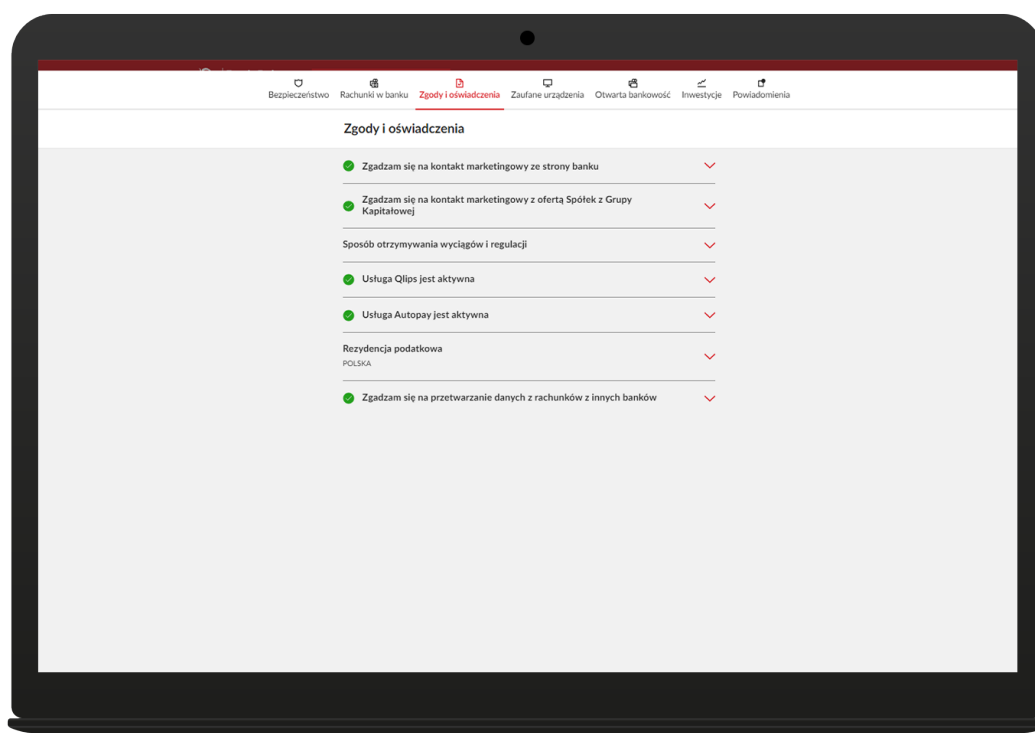 Bezpieczeństwo
Rachunki w banku
Zgody i oświadczenia
Zaufane urządzenia
Otwarta bankowość
Inwestycje
Powiadomienia
Zgody i oświadczenia
Zgadzam się na kontakt marketingowy ze strony banku
Zgadzam się na kontakt marketingowy z ofertą Spółek z Grupy
Kapitałowej
Sposób otrzymywania wyciągów i regulacji
Usługa Qlips jest aktywna
Usługa Autopay jest aktywna
Rezydencja podatkowa
POLSKA
Zgadzam się na przetwarzanie danych z rachunków z innych banków